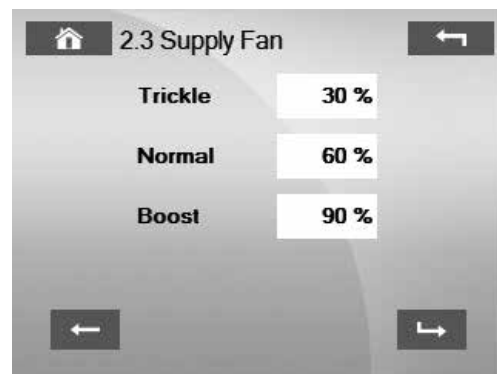 2.3 Supply Fan
Trickle 30 %
Normal 60 %
Boost 90 %